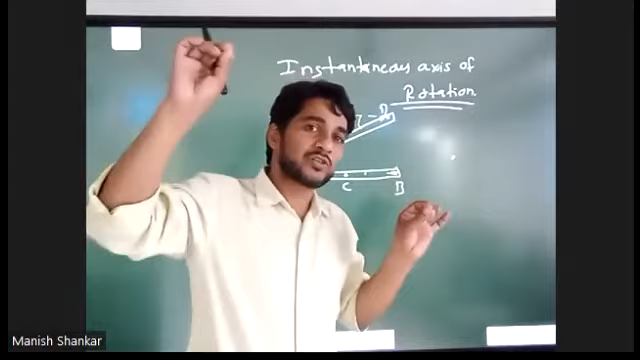 Instantaneous axis of
Rotation
C
B
Manish Shankar